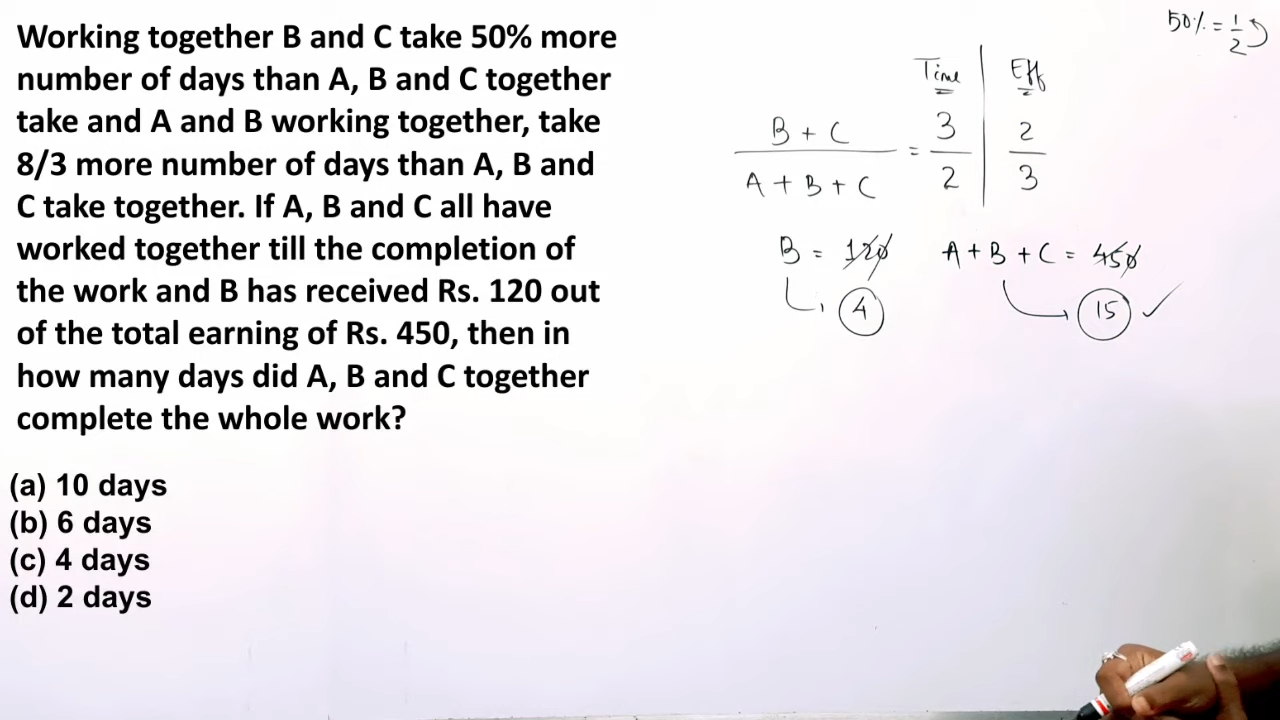 Working together B and C take 50% more
number of days than A, B and C together
take and A and B working together, take
8/3 more number of days than A, B and
C take together. If A, B and C all have
worked together till the completion of
the work and B has received Rs. 120 out
of the total earning of Rs. 450, then in
how many days did A, B and C together
complete the whole work?
(a) 10 days
(b) 6 days
(c) 4 days
(d) 2 days
50% = 1/2
Time Eff
B + C = 3 2
A + B + C 2 3
B = 120 A + B + C = 450
4 15 ✓